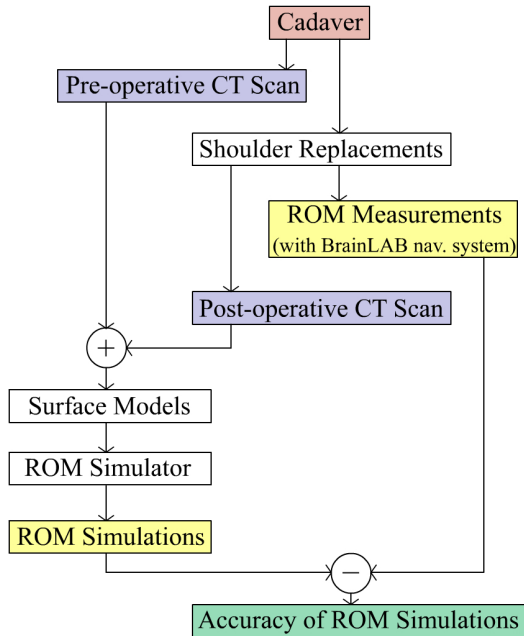 Cadaver
Pre-operative CT Scan
Shoulder Replacements
ROM Measurements
(with BrainLAB nav. system)
Post-operative CT Scan
+
Surface Models
ROM Simulator
ROM Simulations
−
Accuracy of ROM Simulations